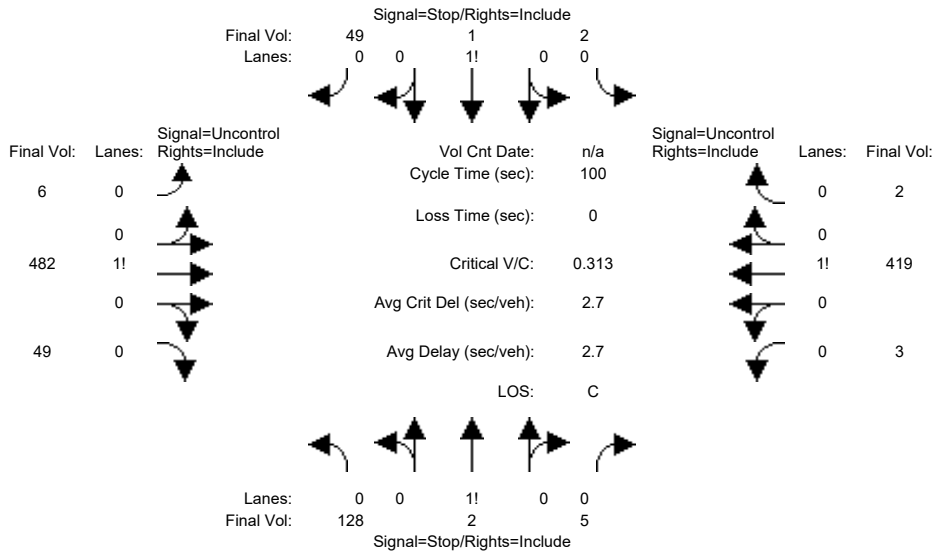 Signal=Stop/Rights=Include
Final Vol: 49 1 2
Lanes: 0 0 1! 0 0
Signal=Uncontrol
Final Vol: Lanes: Rights=Include
Vol Cnt Date: n/a
Signal=Uncontrol
Rights=Include Lanes: Final Vol:
Cycle Time (sec): 100
6 0
0 2
Loss Time (sec): 0
0
0
482 1!
Critical V/C: 0.313
1! 419
0
Avg Crit Del (sec/veh): 2.7
0
49 0
Avg Delay (sec/veh): 2.7
0 3
LOS: C
Lanes: 0 0 1! 0 0
Final Vol: 128 2 5
Signal=Stop/Rights=Include